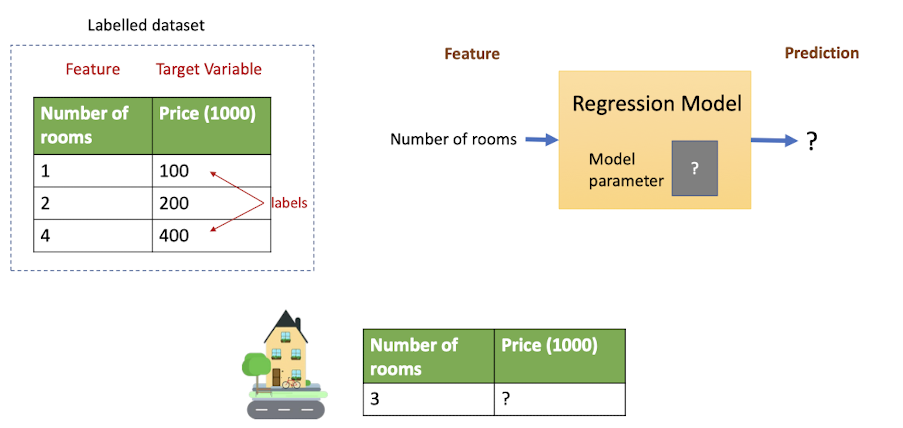 Labelled dataset
Feature Target Variable
Number of rooms Price (1000)
1 100
2 200
4 400
labels
Feature
Prediction
Number of rooms
Regression Model
Model
parameter
?
?
Number of rooms Price (1000)
3 ?